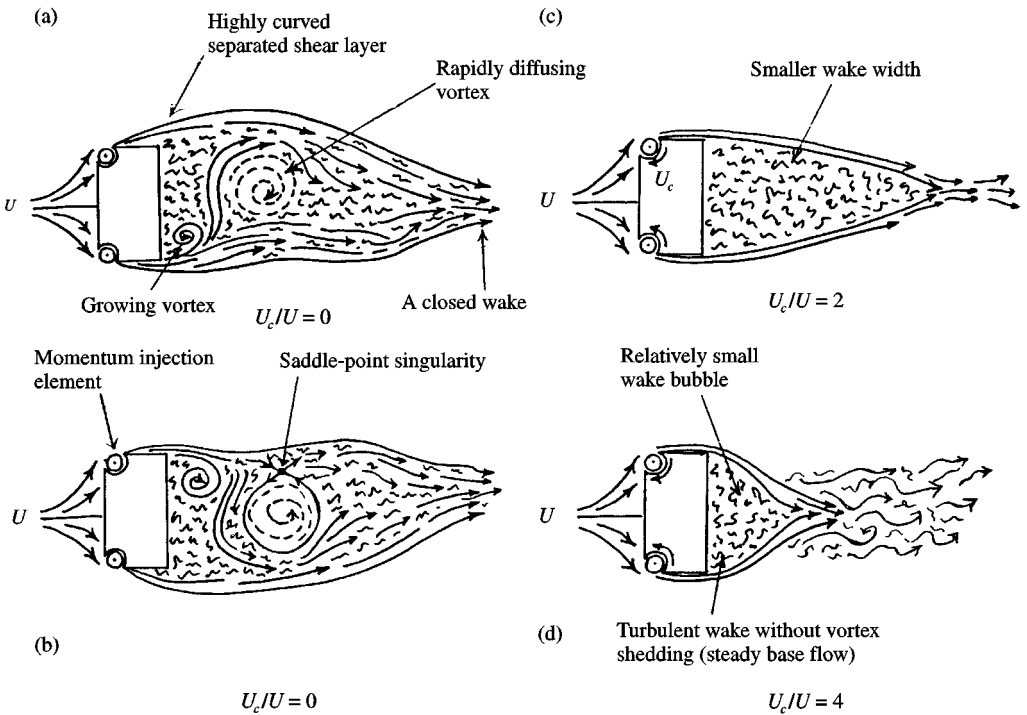 (a)
Highly curved
separated shear layer
Rapidly diffusing
vortex
U
Growing vortex
A closed wake
U_c/U = 0
(c)
Smaller wake width
U
U_c
U_c/U = 2
Momentum injection
element
Saddle-point singularity
U
(b)
U_c/U = 0
Relatively small
wake bubble
U
(d)
Turbulent wake without vortex
shedding (steady base flow)
U_c/U = 4